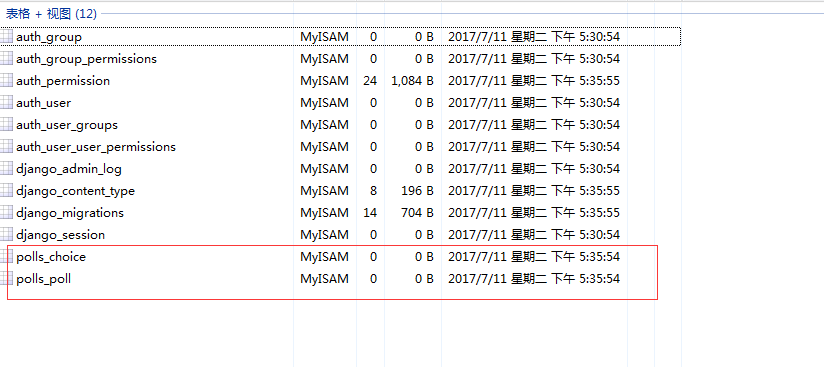 表格 + 视图 (12)
auth_group MyISAM 0 0 B 2017/7/11 星期二 下午 5:30:54
auth_group_permissions MyISAM 0 0 B 2017/7/11 星期二 下午 5:30:54
auth_permission MyISAM 24 1,084 B 2017/7/11 星期二 下午 5:35:55
auth_user MyISAM 0 0 B 2017/7/11 星期二 下午 5:30:54
auth_user_groups MyISAM 0 0 B 2017/7/11 星期二 下午 5:30:54
auth_user_user_permissions MyISAM 0 0 B 2017/7/11 星期二 下午 5:30:54
django_admin_log MyISAM 0 0 B 2017/7/11 星期二 下午 5:30:54
django_content_type MyISAM 8 196 B 2017/7/11 星期二 下午 5:35:55
django_migrations MyISAM 14 704 B 2017/7/11 星期二 下午 5:35:55
django_session MyISAM 0 0 B 2017/7/11 星期二 下午 5:30:54
polls_choice MyISAM 0 0 B 2017/7/11 星期二 下午 5:35:54
polls_poll MyISAM 0 0 B 2017/7/11 星期二 下午 5:35:54